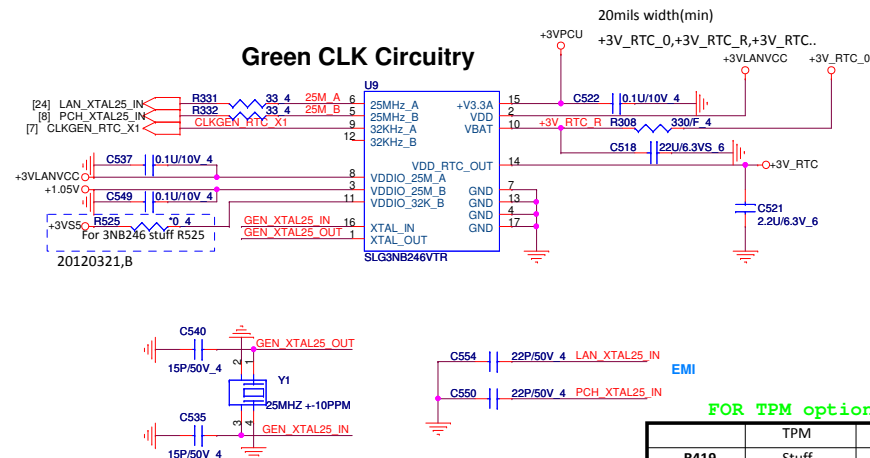 20mils width(min)
+3VPCU
+3V_RTC_0,+3V_RTC_R,+3V_RTC..
Green CLK Circuitry
+3VLANVCC
+3V_RTC_0
U9
[24] LAN_XTAL25_IN
R331
33_4
25M_A
6
25MHz_A
+V3.3A
15
C522
0.1U/10V_4
[8] PCH_XTAL25_IN
R332
33_4
25M_B
5
25MHz_B
VDD
2
[7] CLKGEN_RTC_X1
CLKGEN_RTC_X1
9
32KHz_A
VBAT
10
+3V_RTC_R
R308
330/F_4
12
32KHz_B
C518
22U/6.3VS_6
C537
0.1U/10V_4
VDD_RTC_OUT
14
+3V_RTC
+3VLANVCC
8
VDDIO_25M_A
+1.05V
3
VDDIO_25M_B
GND
7
C549
0.1U/10V_4
11
VDDIO_32K_B
GND
13
GND
4
C521
2.2U/6.3V_6
+3VS5
R525
*0_4
GEN_XTAL25_IN
16
XTAL_IN
GND
17
For 3NB246 stuff R525
GEN_XTAL25_OUT
1
XTAL_OUT
20120321,B
SLG3NB246VTR
C540
GEN_XTAL25_OUT
15P/50V_4
2
1
Y1
25MHZ +-10PPM
C535
3
4
GEN_XTAL25_IN
15P/50V_4
C554
22P/50V_4
LAN_XTAL25_IN
EMI
C550
22P/50V_4
PCH_XTAL25_IN
FOR TPM option
TPM
R419
Stuff